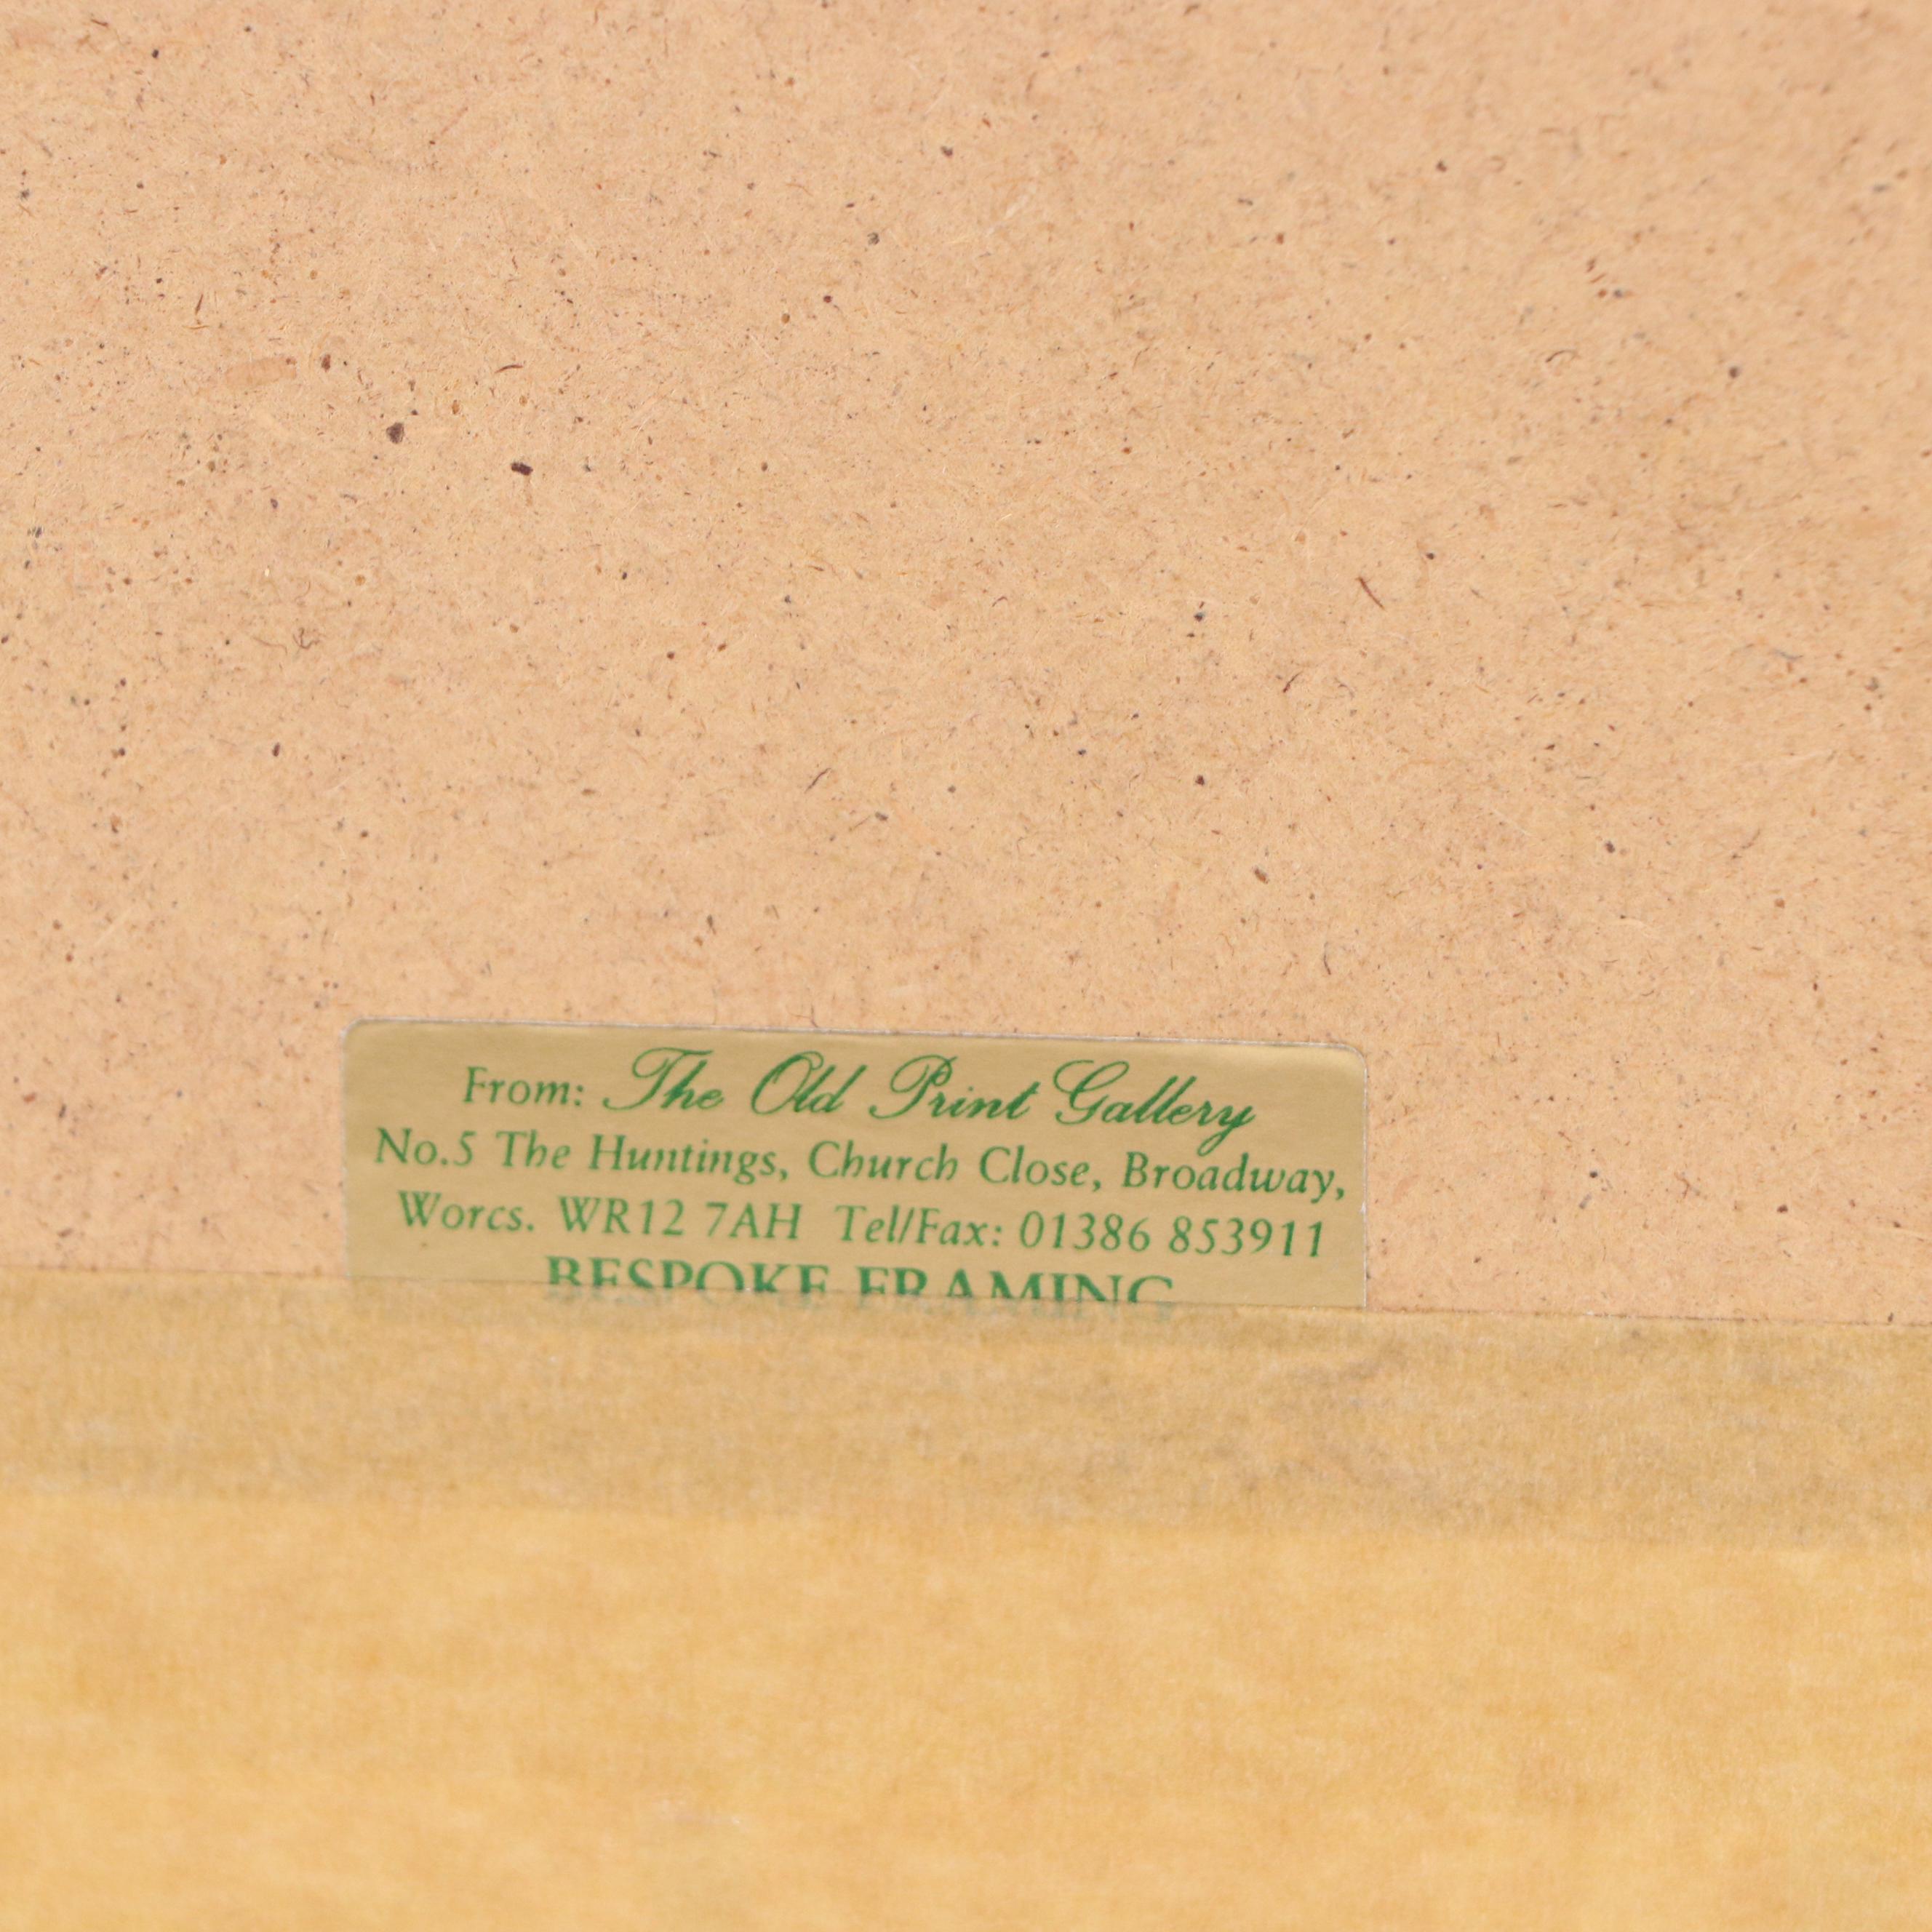 From: The Old Print Gallery
No.5 The Huntings, Church Close, Broadway,
Worcs. WR12 7AH Tel/Fax: 01386 853911
BESPOKE FRAMING